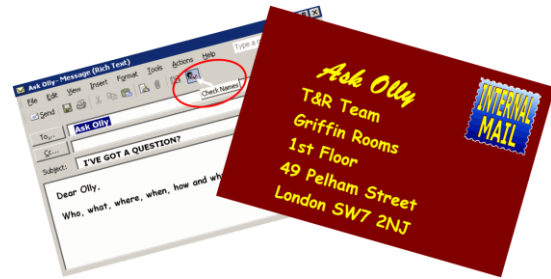 Ask Olly - Message (Rich Text)
File Edit View Insert Format Tools Actions Help
Send
Check Names
To... Ask Olly
Cc...
Subject: I'VE GOT A QUESTION?
Dear Olly,
Who, what, where, when, how and
Ask Olly
T&R Team
Griffin Rooms
1st Floor
49 Pelham Street
London SW7 2NJ
INTERNAL
MAIL